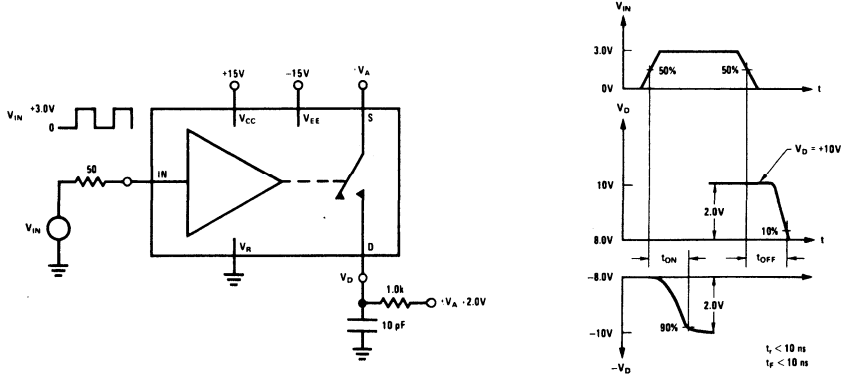 +15V
-15V
·VA
VIN
+3.0V
0
VCC
VEE
S
50
IN
VIN
VR
D
VD
1.0k
·VA ·2.0V
10 pF
VIN
3.0V
50%
50%
0V
t
VD
VD = +10V
10V
2.0V
10%
8.0V
t
tON
tOFF
-8.0V
2.0V
90%
-10V
-VD
tr < 10 ns
tF < 10 ns